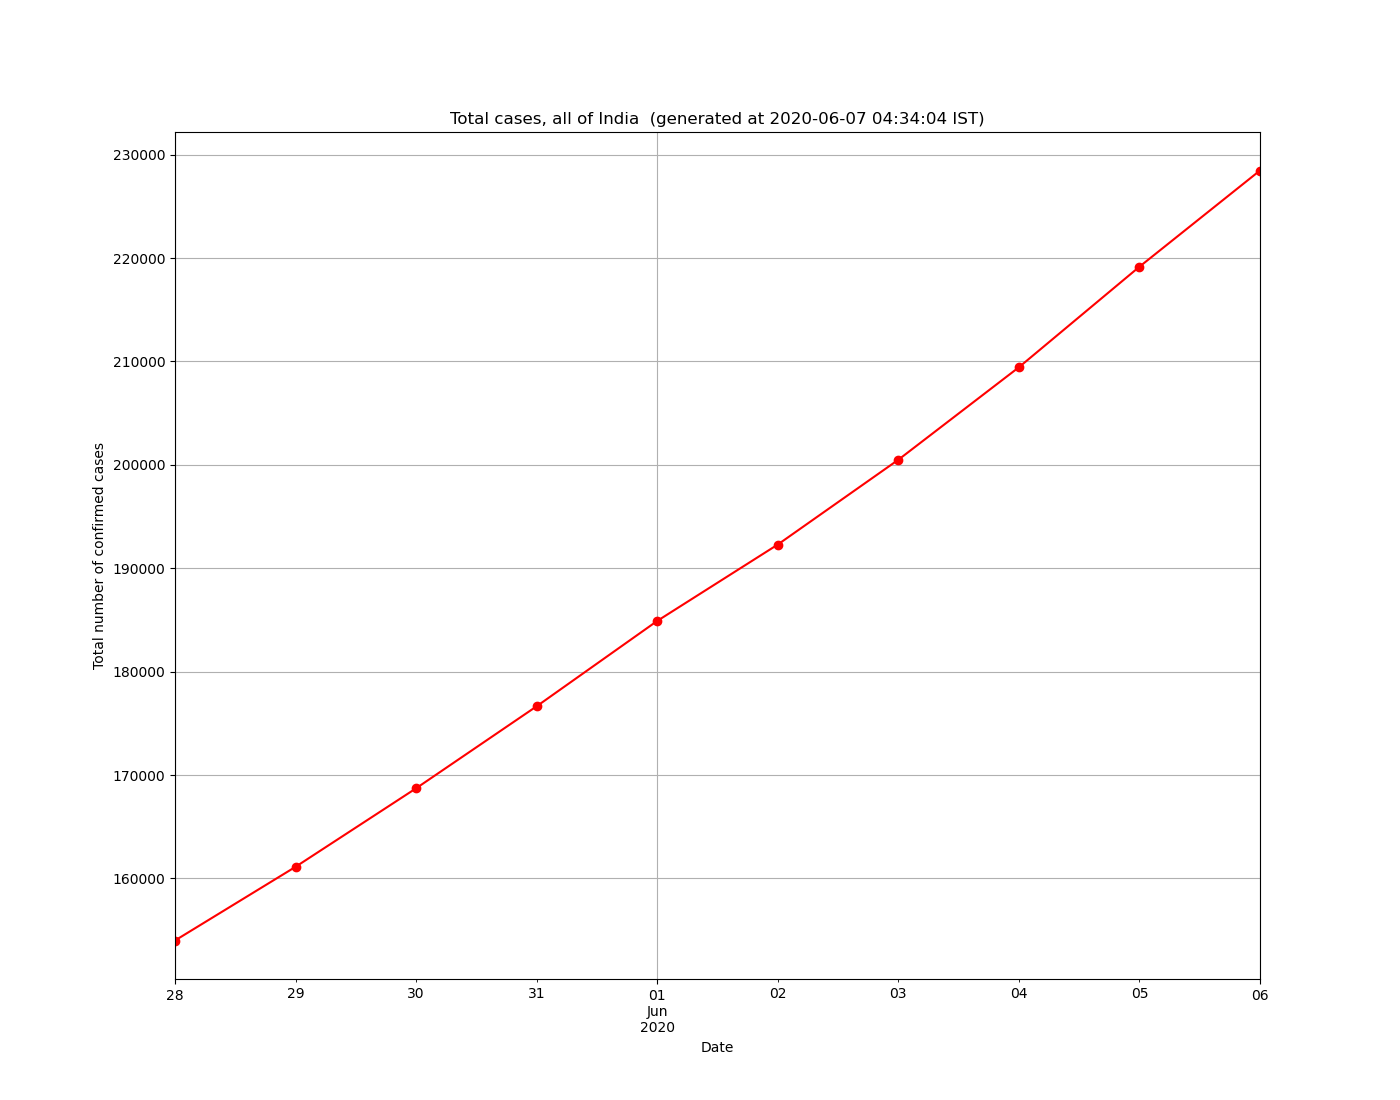 Total cases, all of India  (generated at 2020-06-07 04:34:04 IST)
230000
220000
210000
200000
190000
180000
170000
160000
Total number of confirmed cases
28 29 30 31 01 02 03 04 05 06
Jun
2020
Date